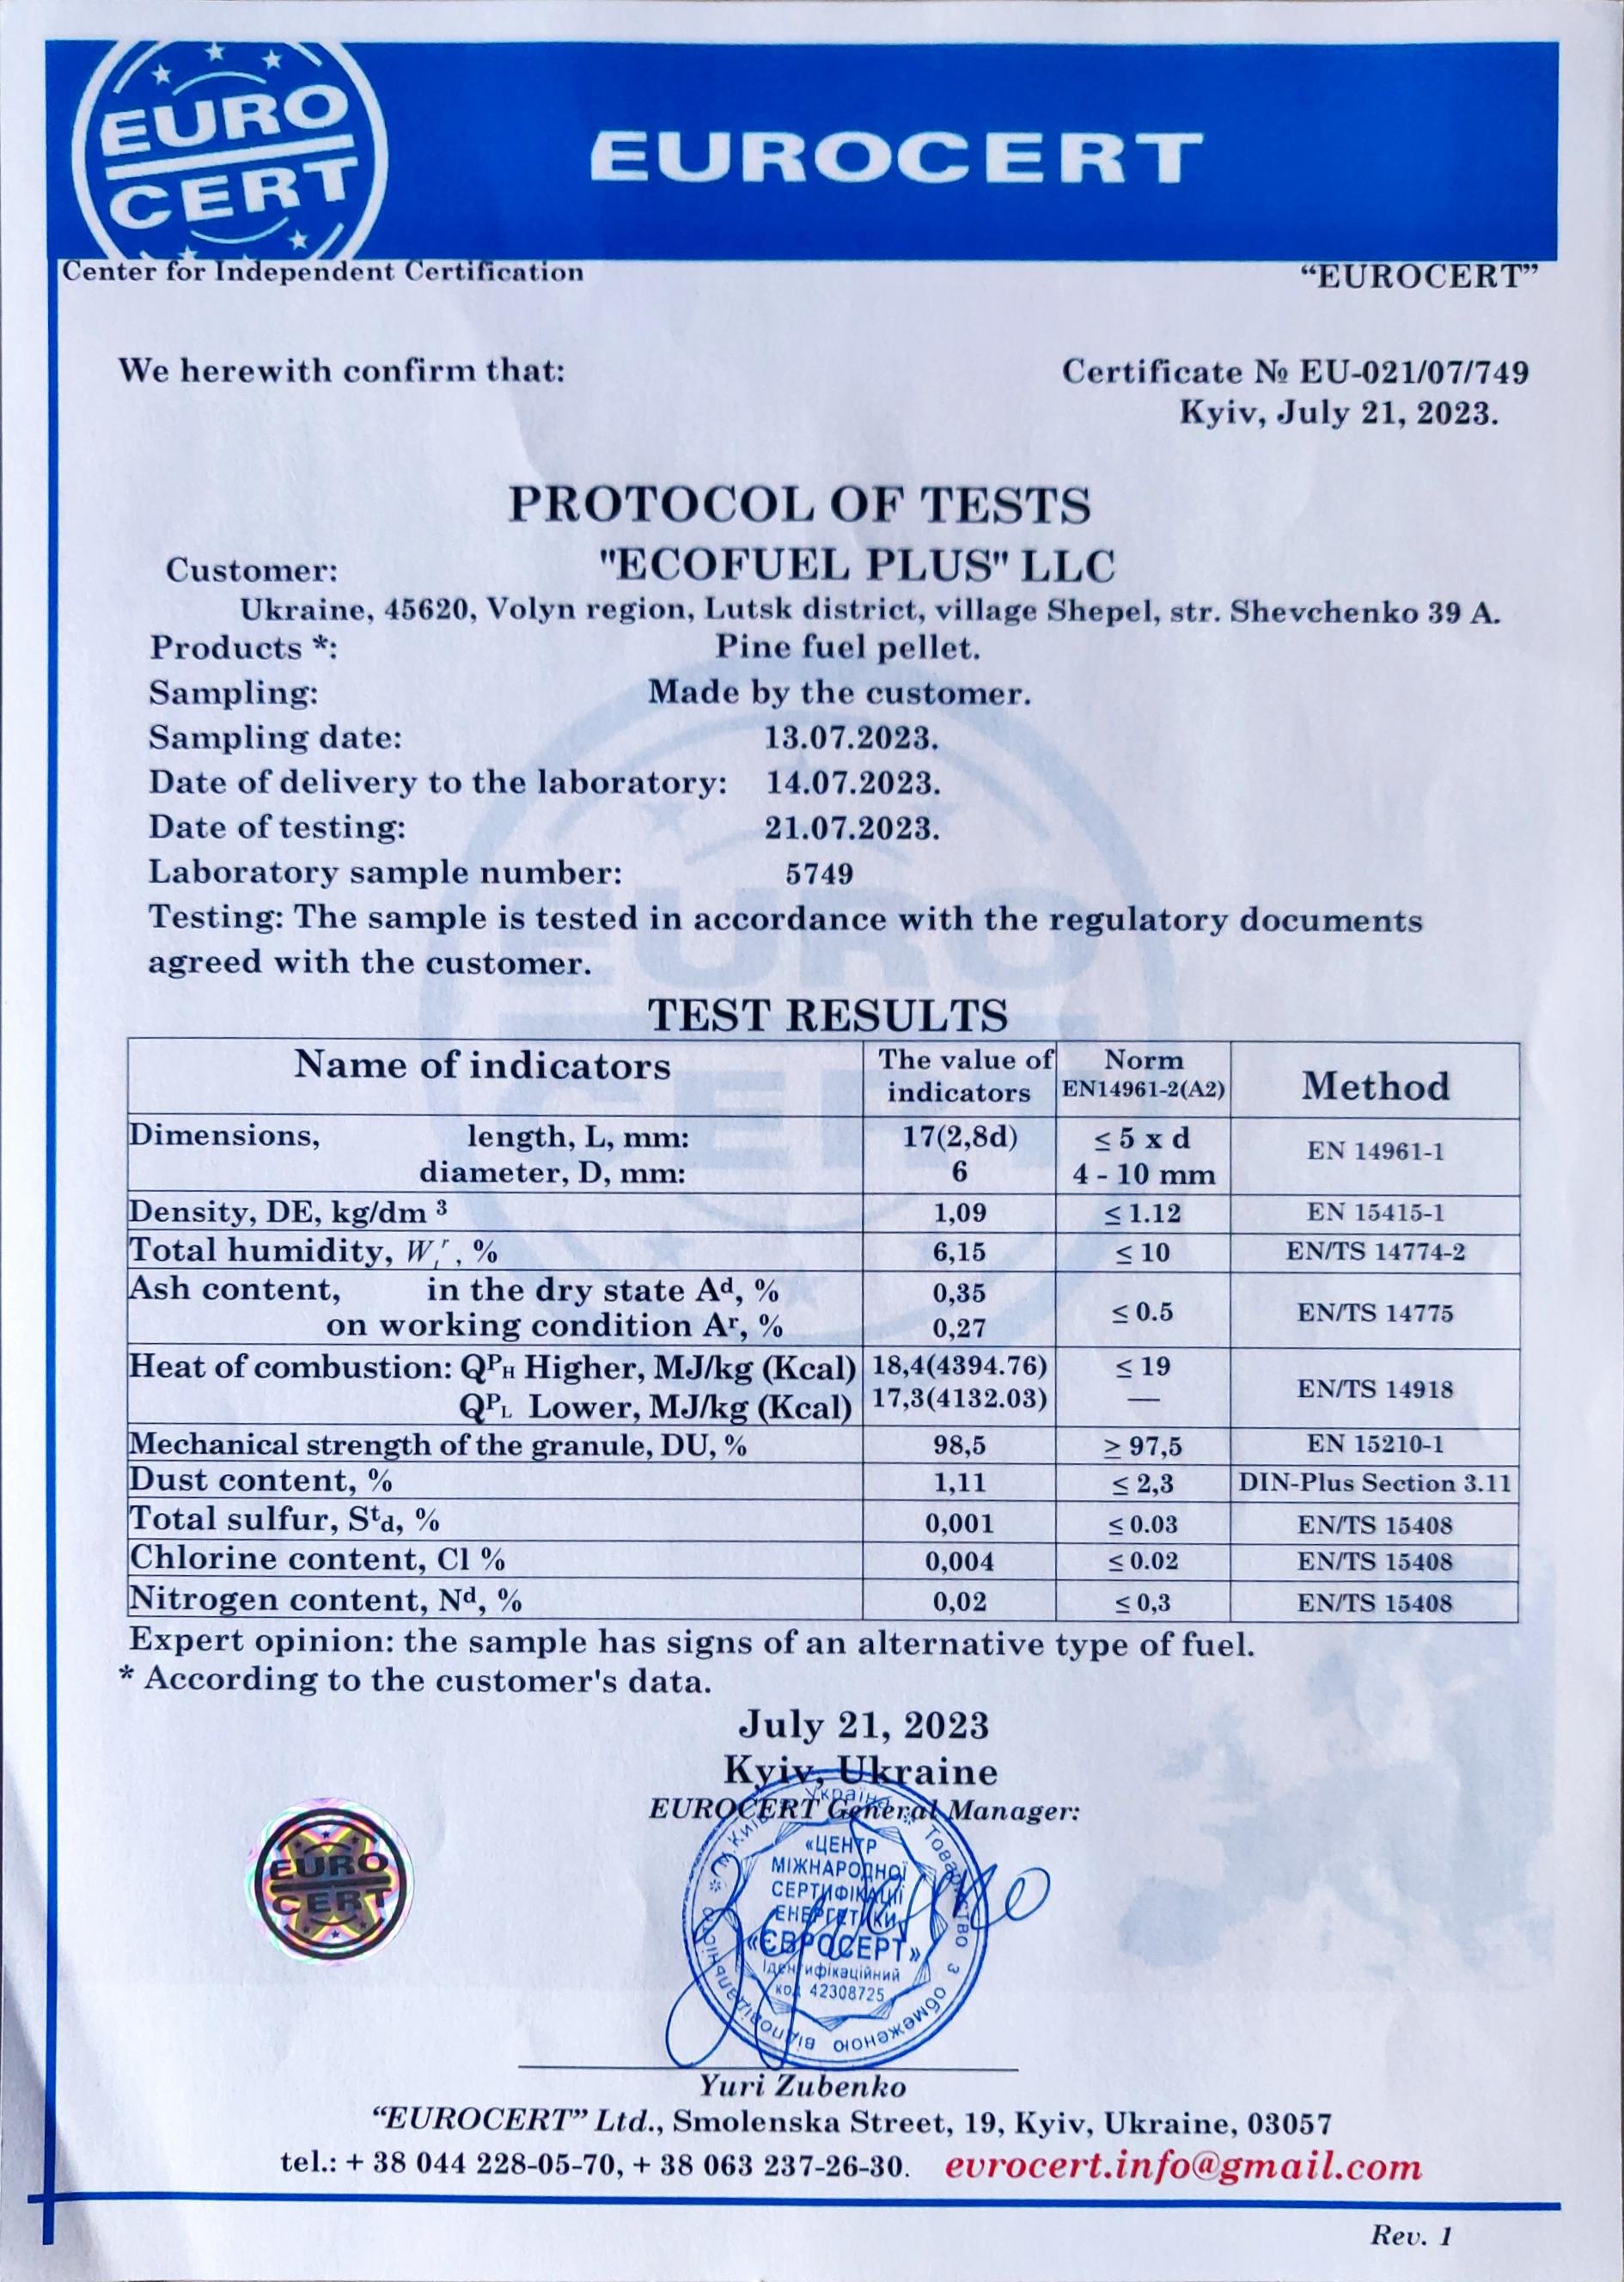 EURO
CERT
EUROCERT
Center for Independent Certification “EUROCERT”
We herewith confirm that: Certificate № EU-021/07/749
Kyiv, July 21, 2023.
PROTOCOL OF TESTS
Customer: "ECOFUEL PLUS" LLC
Ukraine, 45620, Volyn region, Lutsk district, village Shepel, str. Shevchenko 39 A.
Products *: Pine fuel pellet.
Sampling: Made by the customer.
Sampling date: 13.07.2023.
Date of delivery to the laboratory: 14.07.2023.
Date of testing: 21.07.2023.
Laboratory sample number: 5749
Testing: The sample is tested in accordance with the regulatory documents
agreed with the customer.
TEST RESULTS
Name of indicators The value of indicators Norm EN14961-2(A2) Method
Dimensions, length, L, mm: 17(2,8d) ≤ 5 x d EN 14961-1
diameter, D, mm: 6 4 - 10 mm
Density, DE, kg/dm ³ 1,09 ≤ 1.12 EN 15415-1
Total humidity, Wtr, % 6,15 ≤ 10 EN/TS 14774-2
Ash content, in the dry state Aᵈ, % 0,35 ≤ 0.5 EN/TS 14775
on working condition Aʳ, % 0,27
Heat of combustion: QPH Higher, MJ/kg (Kcal) 18,4(4394.76) ≤ 19 EN/TS 14918
QPL Lower, MJ/kg (Kcal) 17,3(4132.03) —
Mechanical strength of the granule, DU, % 98,5 ≥ 97,5 EN 15210-1
Dust content, % 1,11 ≤ 2,3 DIN-Plus Section 3.11
Total sulfur, Std, % 0,001 ≤ 0.03 EN/TS 15408
Chlorine content, Cl % 0,004 ≤ 0.02 EN/TS 15408
Nitrogen content, Nᵈ, % 0,02 ≤ 0,3 EN/TS 15408
Expert opinion: the sample has signs of an alternative type of fuel.
* According to the customer's data.
July 21, 2023
Kyiv, Ukraine
EUROCERT General Manager:
EURO
CERT
Україна * Товариство з обмеженою відповідальністю * м. Київ
«ЦЕНТР
МІЖНАРОДНОЇ
СЕРТИФІКАЦІЇ
ЕНЕРГЕТИКИ
«ЄВРОСЕРТ»
Ідентифікаційний
код 42308725
Yuri Zubenko
“EUROCERT” Ltd., Smolenska Street, 19, Kyiv, Ukraine, 03057
tel.: + 38 044 228-05-70, + 38 063 237-26-30. eurocert.info@gmail.com
Rev. 1